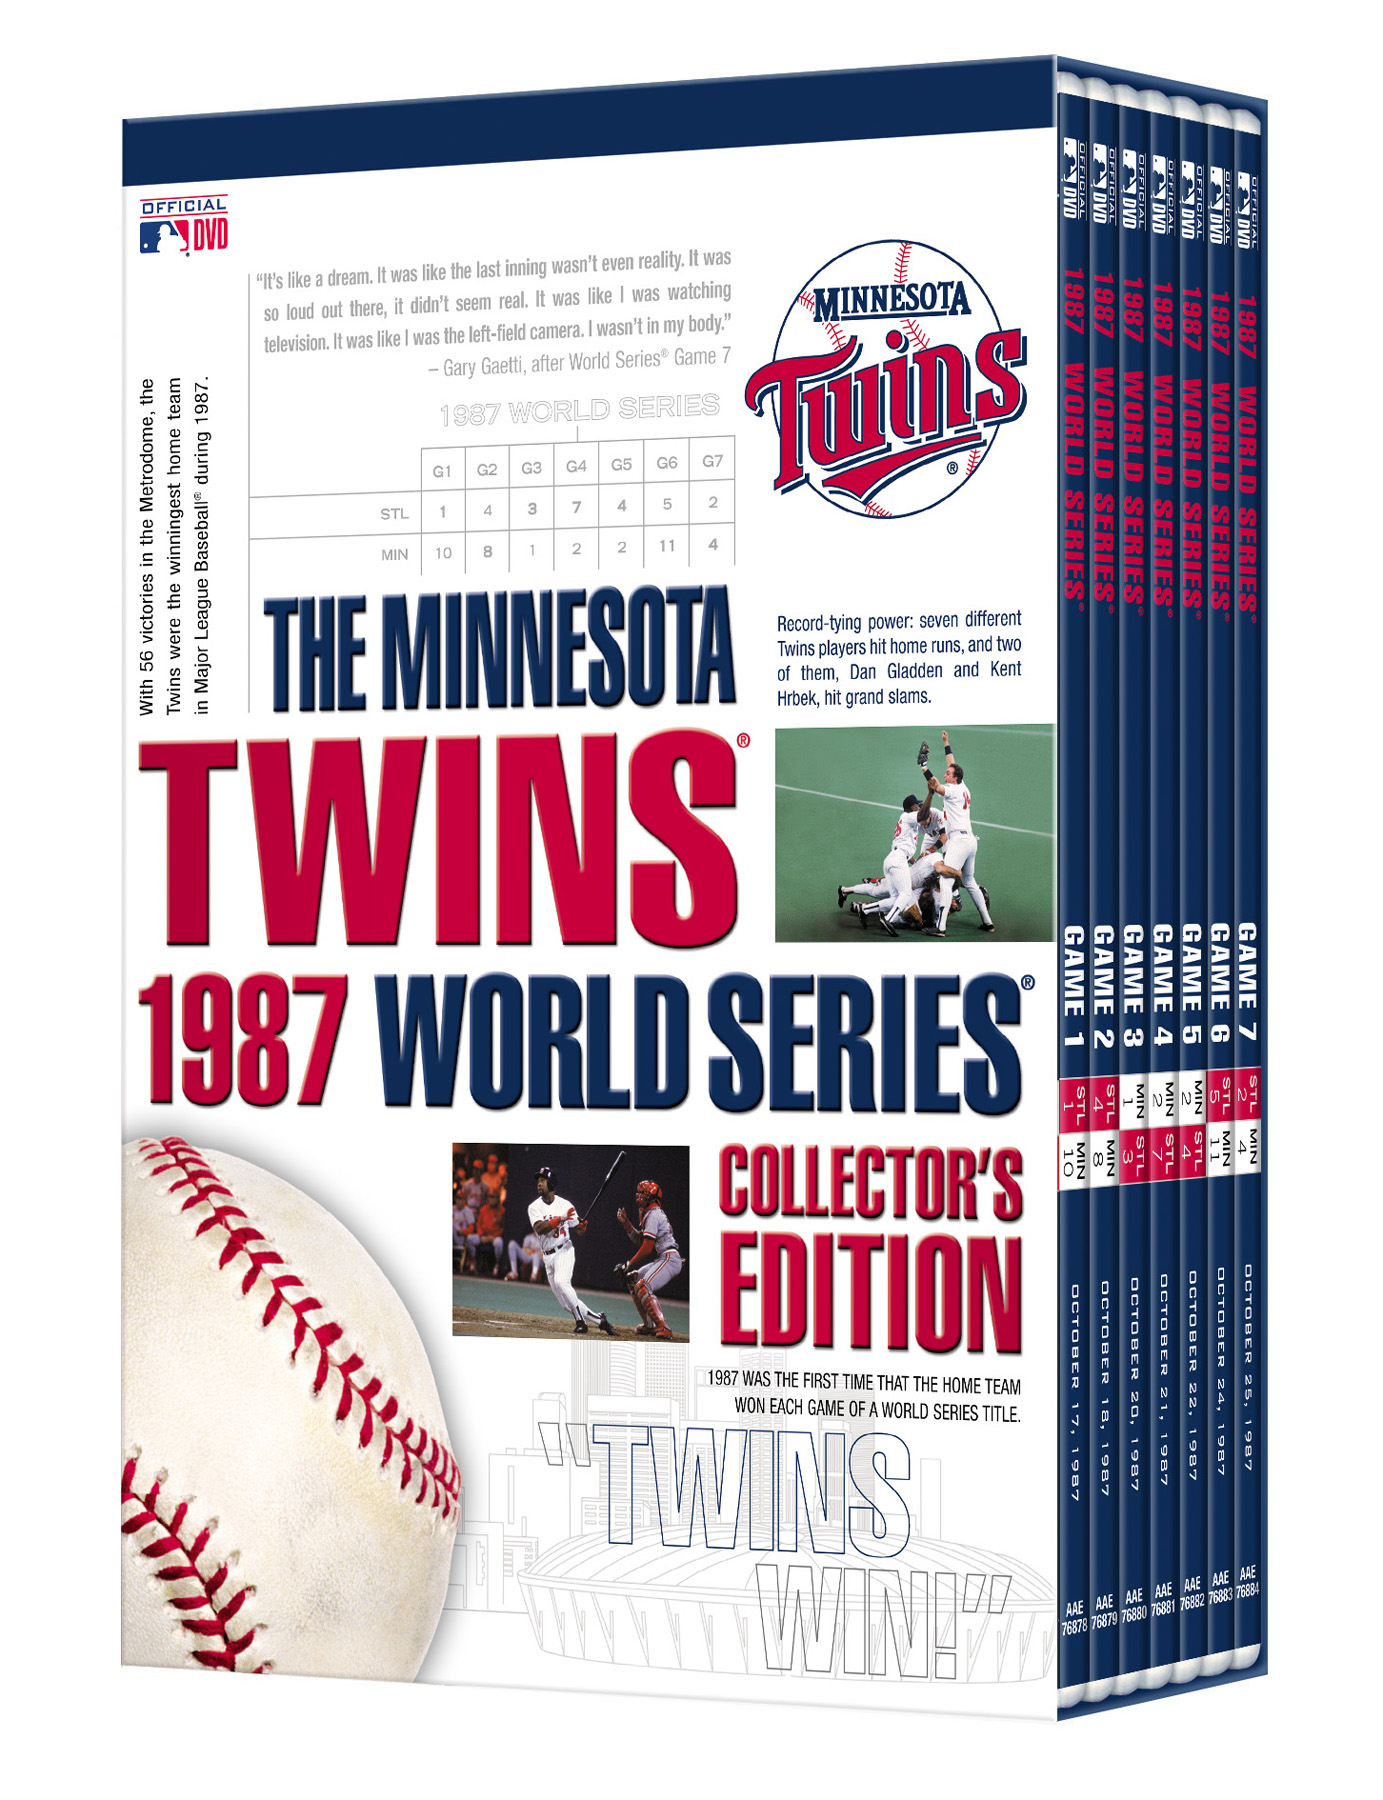 OFFICIAL
DVD
With 56 victories in the Metrodome, the
Twins were the winningest home team
in Major League Baseball® during 1987.
“It’s like a dream. It was like the last inning wasn’t even reality. It was
so loud out there, it didn’t seem real. It was like I was watching
television. It was like I was the left-field camera. I wasn’t in my body.”
– Gary Gaetti, after World Series® Game 7
1987 WORLD SERIES
G1 G2 G3 G4 G5 G6 G7
STL 1 4 3 7 4 5 2
MIN 10 8 1 2 2 11 4
MINNESOTA
Twins®
THE MINNESOTA
TWINS®
1987 WORLD SERIES®
Record-tying power: seven different
Twins players hit home runs, and two
of them, Dan Gladden and Kent
Hrbek, hit grand slams.
34
COLLECTOR’S
EDITION
1987 WAS THE FIRST TIME THAT THE HOME TEAM
WON EACH GAME OF A WORLD SERIES TITLE.
“TWINS
WIN!”
OFFICIAL DVD 1987 WORLD SERIES® GAME 1 STL 1 MIN 10 OCTOBER 17, 1987 AAE 76878
OFFICIAL DVD 1987 WORLD SERIES® GAME 2 STL 4 MIN 8 OCTOBER 18, 1987 AAE 76879
OFFICIAL DVD 1987 WORLD SERIES® GAME 3 MIN 1 STL 3 OCTOBER 20, 1987 AAE 76880
OFFICIAL DVD 1987 WORLD SERIES® GAME 4 MIN 2 STL 7 OCTOBER 21, 1987 AAE 76881
OFFICIAL DVD 1987 WORLD SERIES® GAME 5 MIN 2 STL 4 OCTOBER 22, 1987 AAE 76882
OFFICIAL DVD 1987 WORLD SERIES® GAME 6 STL 5 MIN 11 OCTOBER 24, 1987 AAE 76883
OFFICIAL DVD 1987 WORLD SERIES® GAME 7 STL 2 MIN 4 OCTOBER 25, 1987 AAE 76884